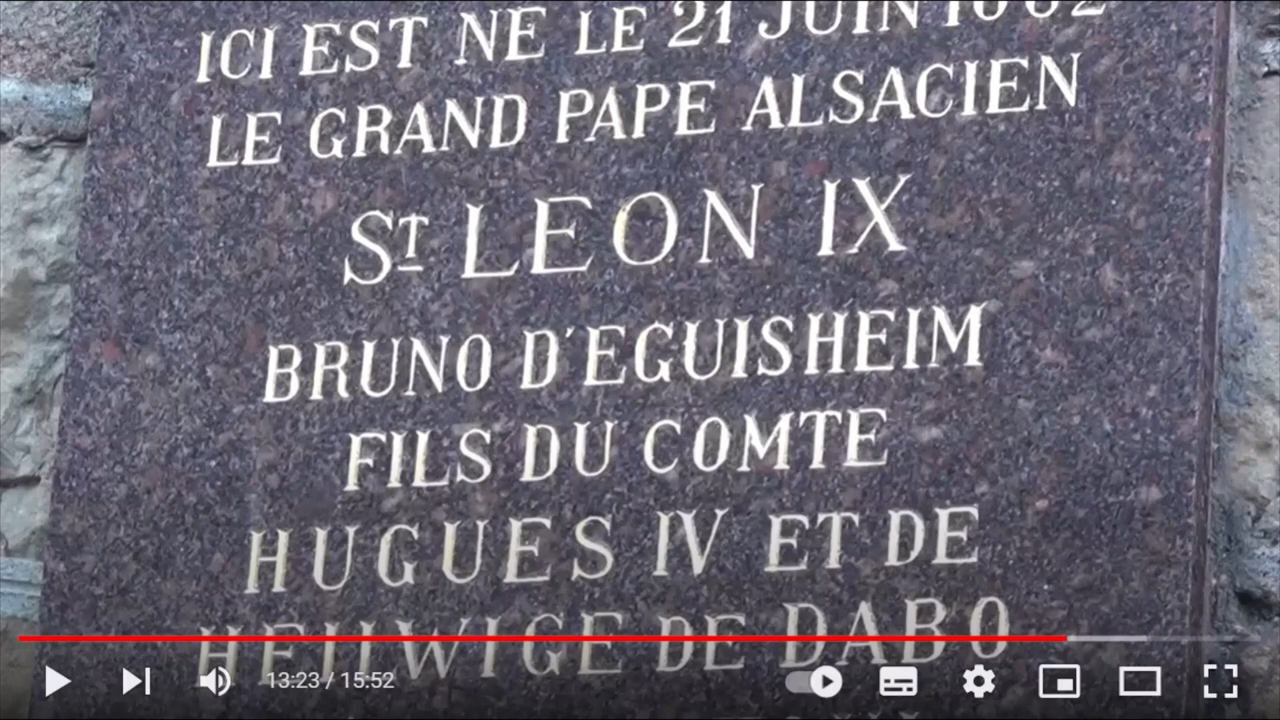 ICI EST NE LE 21 JUIN 1002
LE GRAND PAPE ALSACIEN
ST LEON IX
BRUNO D'EGUISHEIM
FILS DU COMTE
HUGUES IV ET DE
HEILWIGE DE DABO
13:23 / 15:52